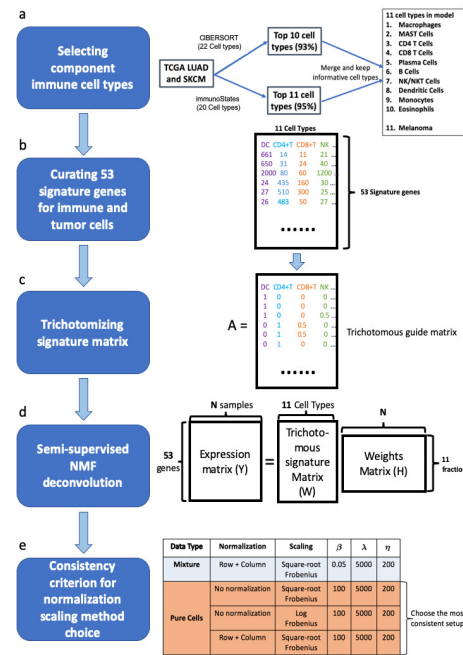 a
Selecting
component
immune cell types
CIBERSORT
(22 Cell types)
TCGA LUAD
and SKCM
immunoStates
(20 Cell types)
Top 10 cell
types (93%)
Top 11 cell
types (95%)
Merge and keep
informative cell types
11 cell types in model
1. Macrophages
2. MAST Cells
3. CD4 T Cells
4. CD8 T Cells
5. Plasma Cells
6. B Cells
7. NK/NKT Cells
8. Dendritic Cells
9. Monocytes
10. Eosinophils
11. Melanoma
b
Curating 53
signature genes
for immune and
tumor cells
11 Cell Types
DC CD4+T CD8+T NK ...
661 14 11 21 ...
650 31 24 40 ...
2000 80 60 1200 ...
24 435 160 30 ...
27 510 300 25 ...
26 483 50 27 ...
......
53 Signature genes
c
Trichotomizing
signature matrix
A =
DC CD4+T CD8+T NK ...
1 0 0 0 ...
1 0 0 0 ...
1 0 0 0.5 ...
0 1 0.5 0 ...
0 1 0.5 0 ...
0 1 0 0 ...
......
Trichotomous guide matrix
d
Semi-supervised
NMF
deconvolution
N samples
53
genes
Expression
matrix (Y)
=
11 Cell Types
Trichoto-
mous
signature
Matrix
(W)
N
Weights
Matrix (H)
11
fraction
e
Consistency
criterion for
normalization
scaling method
choice
Data Type Normalization Scaling β λ η
Mixture Row + Column Square-root Frobenius 0.05 5000 200
Pure Cells No normalization Square-root Frobenius 100 5000 200
No normalization Log Frobenius 100 5000 200
Row + Column Square-root Frobenius 100 5000 200
Choose the mos
consistent setup